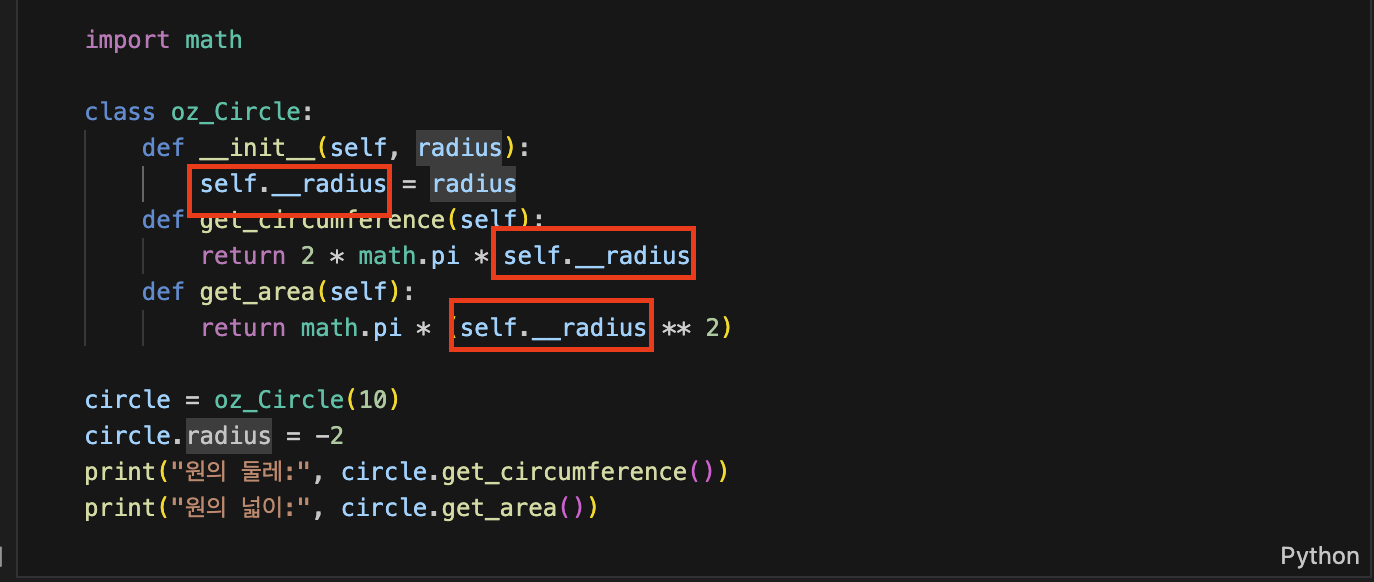 import math
class oz_Circle:
def __init__(self, radius):
self.__radius = radius
def get_circumference(self):
return 2 * math.pi * self.__radius
def get_area(self):
return math.pi * (self.__radius ** 2)
circle = oz_Circle(10)
circle.radius = -2
print("원의 둘레:", circle.get_circumference())
print("원의 넓이:", circle.get_area())
Python